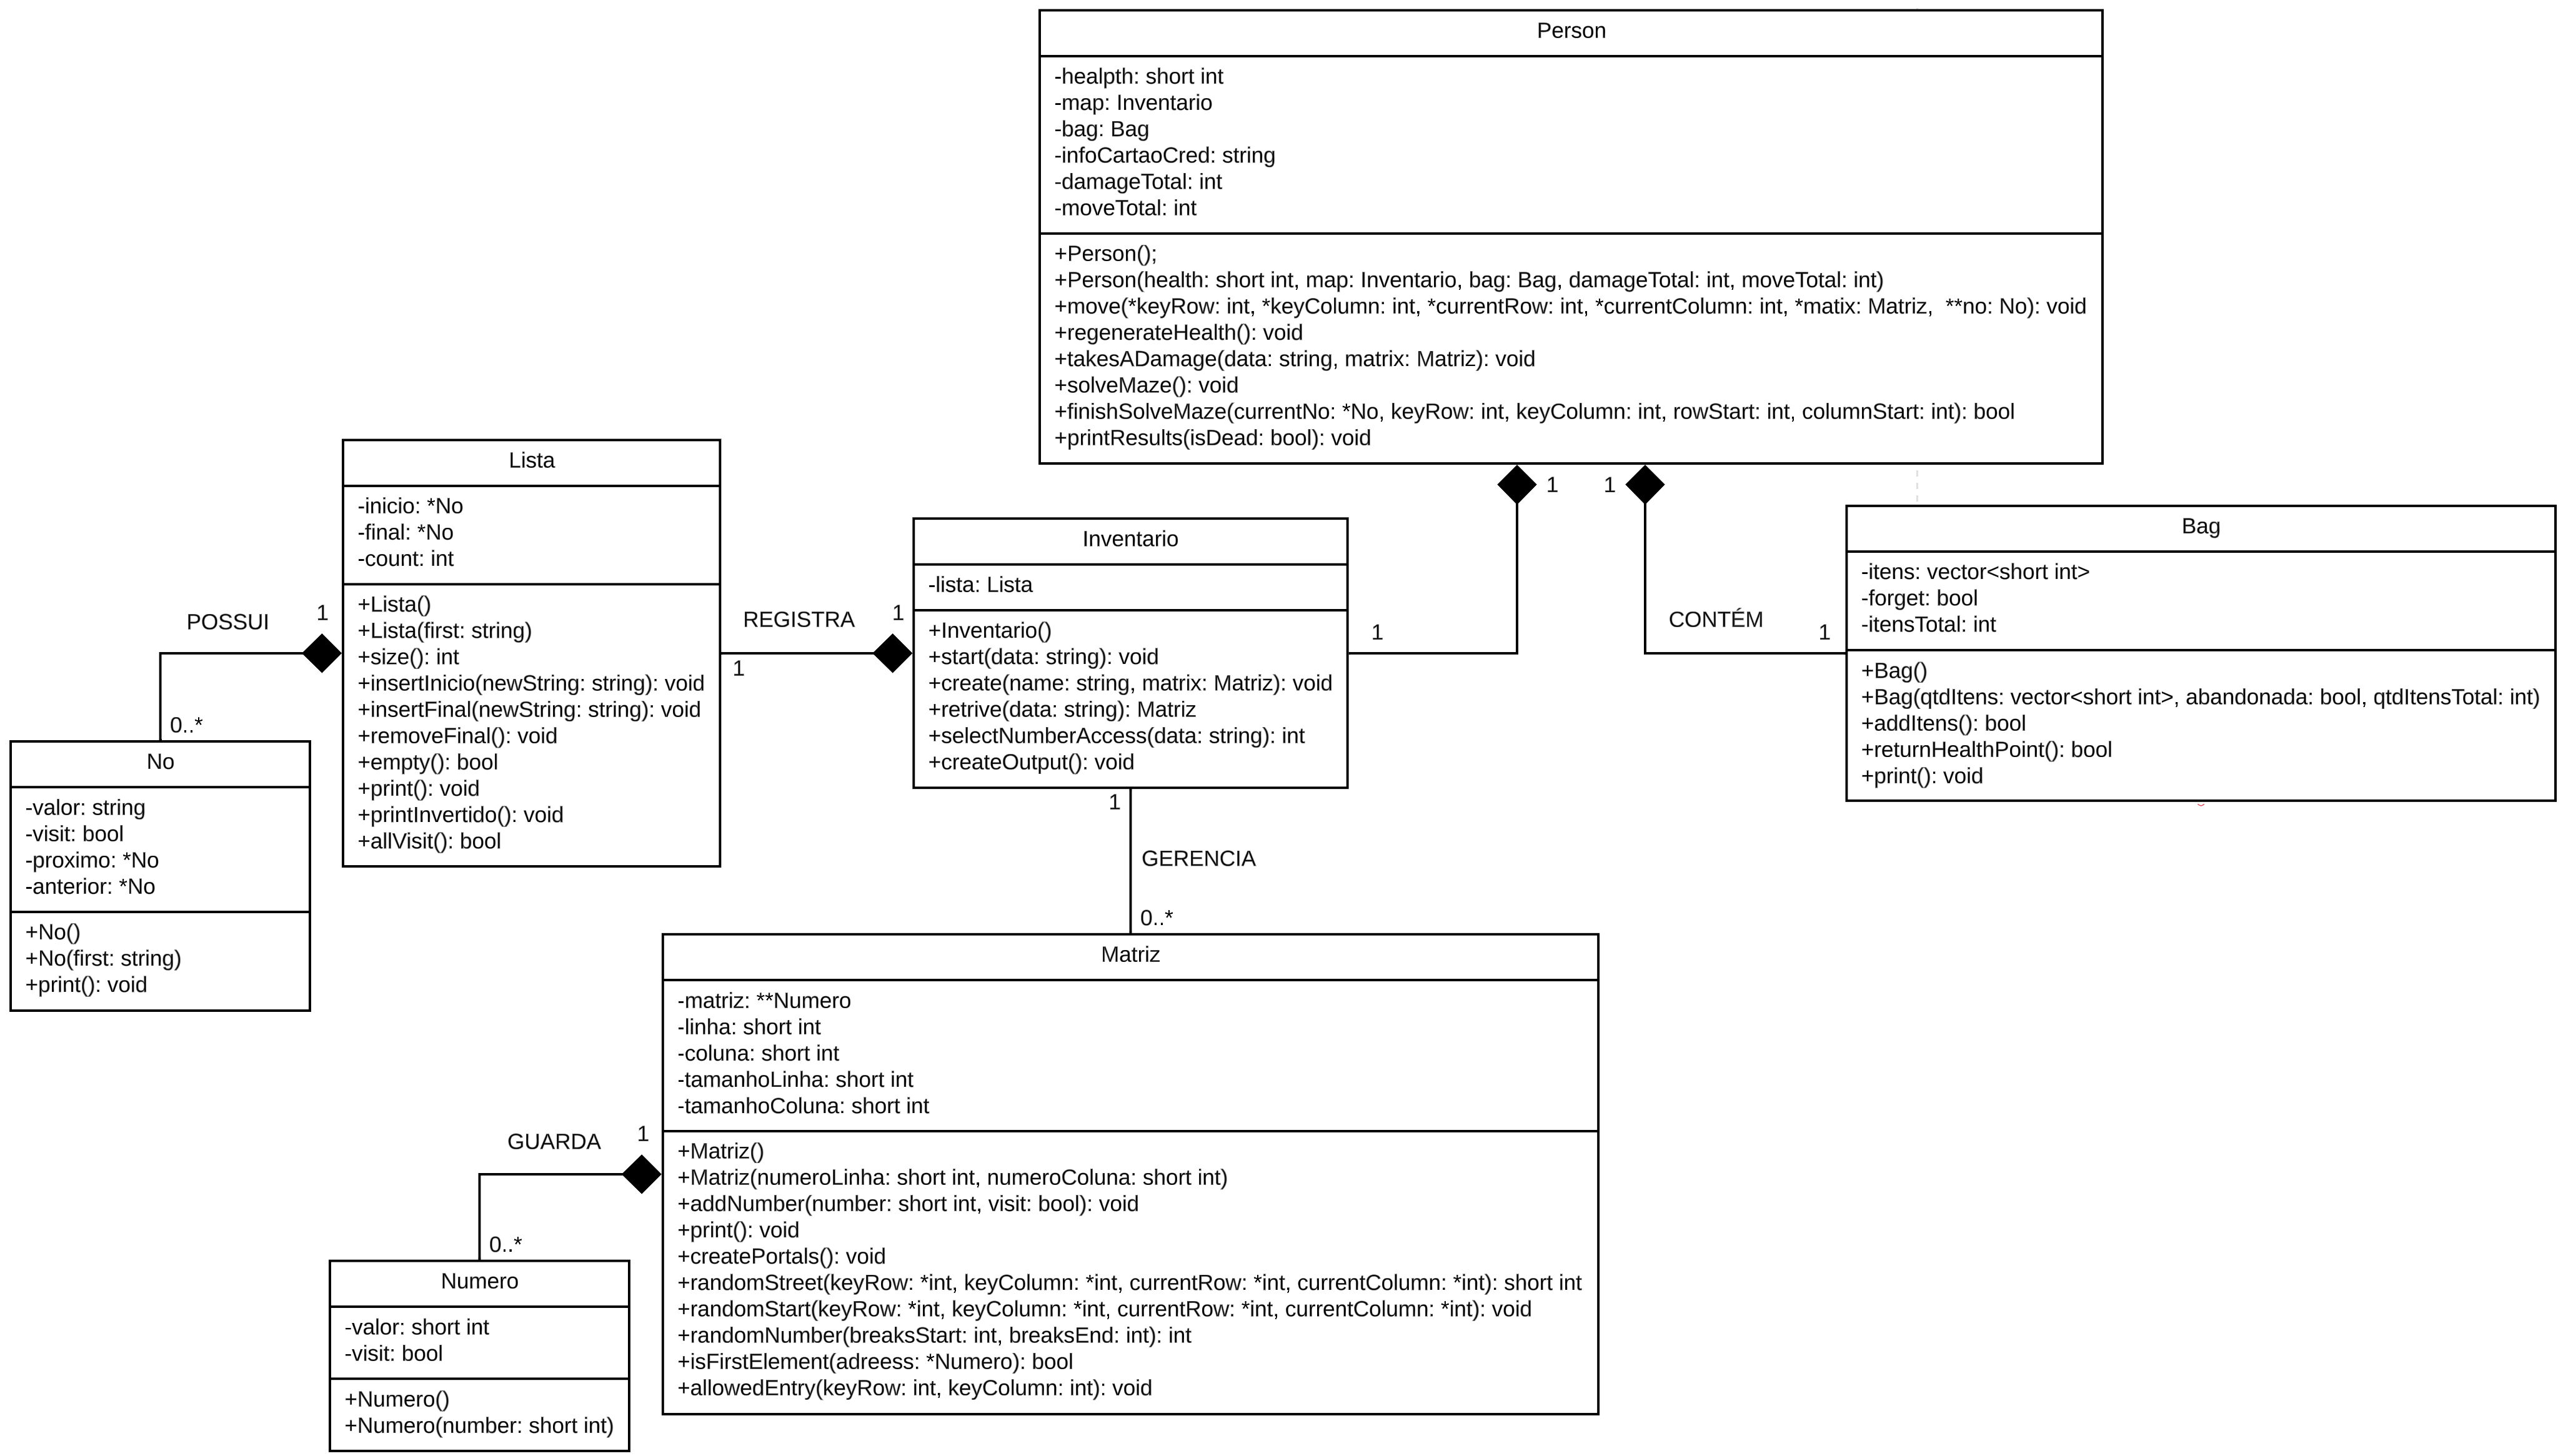 Person
-healpth: short int
-map: Inventario
-bag: Bag
-infoCartaoCred: string
-damageTotal: int
-moveTotal: int
+Person();
+Person(health: short int, map: Inventario, bag: Bag, damageTotal: int, moveTotal: int)
+move(*keyRow: int, *keyColumn: int, *currentRow: int, *currentColumn: int, *matix: Matriz,  **no: No): void
+regenerateHealth(): void
+takesADamage(data: string, matrix: Matriz): void
+solveMaze(): void
+finishSolveMaze(currentNo: *No, keyRow: int, keyColumn: int, rowStart: int, columnStart: int): bool
+printResults(isDead: bool): void
1
1
Lista
-inicio: *No
-final: *No
-count: int
+Lista()
+Lista(first: string)
+size(): int
+insertInicio(newString: string): void
+insertFinal(newString: string): void
+removeFinal(): void
+empty(): bool
+print(): void
+printInvertido(): void
+allVisit(): bool
POSSUI
1
0..*
REGISTRA
1
1
Inventario
-lista: Lista
+Inventario()
+start(data: string): void
+create(name: string, matrix: Matriz): void
+retrive(data: string): Matriz
+selectNumberAccess(data: string): int
+createOutput(): void
1
CONTÉM
1
Bag
-itens: vector<short int>
-forget: bool
-itensTotal: int
+Bag()
+Bag(qtdItens: vector<short int>, abandonada: bool, qtdItensTotal: int)
+addItens(): bool
+returnHealthPoint(): bool
+print(): void
No
-valor: string
-visit: bool
-proximo: *No
-anterior: *No
+No()
+No(first: string)
+print(): void
1
GERENCIA
0..*
Matriz
-matriz: **Numero
-linha: short int
-coluna: short int
-tamanhoLinha: short int
-tamanhoColuna: short int
+Matriz()
+Matriz(numeroLinha: short int, numeroColuna: short int)
+addNumber(number: short int, visit: bool): void
+print(): void
+createPortals(): void
+randomStreet(keyRow: *int, keyColumn: *int, currentRow: *int, currentColumn: *int): short int
+randomStart(keyRow: *int, keyColumn: *int, currentRow: *int, currentColumn: *int): void
+randomNumber(breaksStart: int, breaksEnd: int): int
+isFirstElement(adreess: *Numero): bool
+allowedEntry(keyRow: int, keyColumn: int): void
GUARDA
1
0..*
Numero
-valor: short int
-visit: bool
+Numero()
+Numero(number: short int)